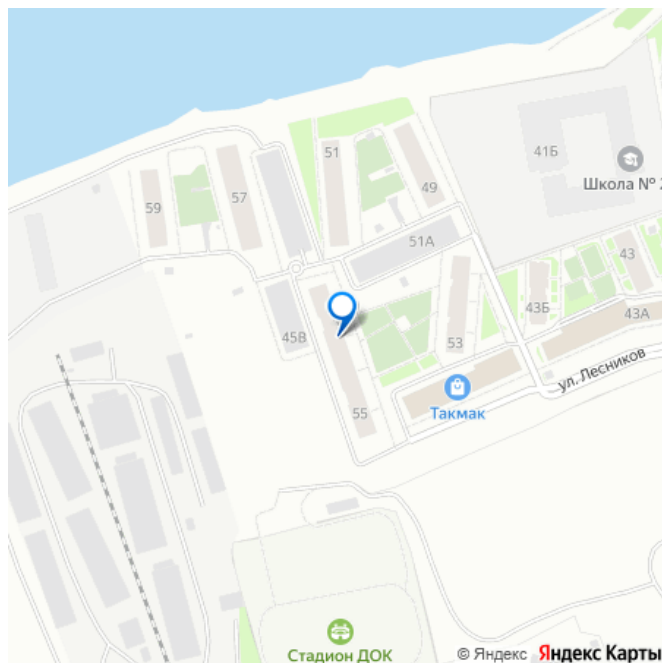 51
41Б
59
57
49
Школа № 2
51А
43
45В
43Б
43А
53
ул. Лесников
55
Такмак
Стадион ДОК
© Яндекс Яндекс Карты